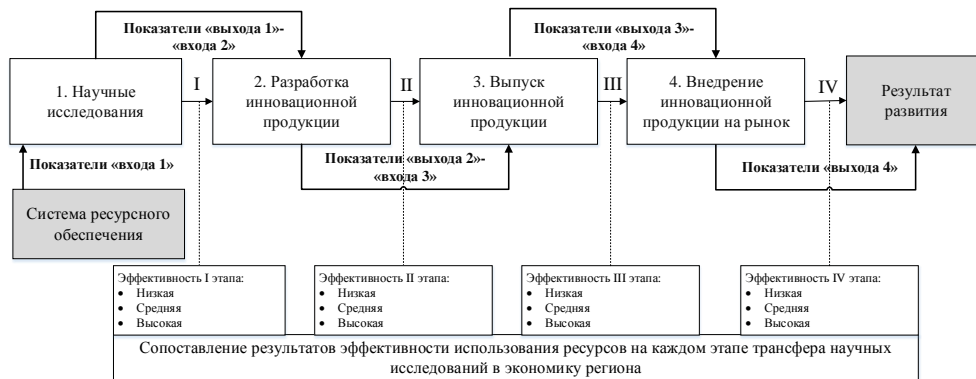 Показатели «выхода 1»-
«входа 2»
Показатели «выхода 3»-
«входа 4»
1. Научные
исследования
I
2. Разработка
инновационной
продукции
II
3. Выпуск
инновационной
продукции
III
4. Внедрение
инновационной
продукции на рынок
IV
Результат
развития
Показатели «входа 1»
Показатели «выхода 2»-
«входа 3»
Показатели «выхода 4»
Система ресурсного
обеспечения
Эффективность I этапа:
• Низкая
• Средняя
• Высокая
Эффективность II этапа:
• Низкая
• Средняя
• Высокая
Эффективность III этапа:
• Низкая
• Средняя
• Высокая
Эффективность IV этапа:
• Низкая
• Средняя
• Высокая
Сопоставление результатов эффективности использования ресурсов на каждом этапе трансфера научных
исследований в экономику региона